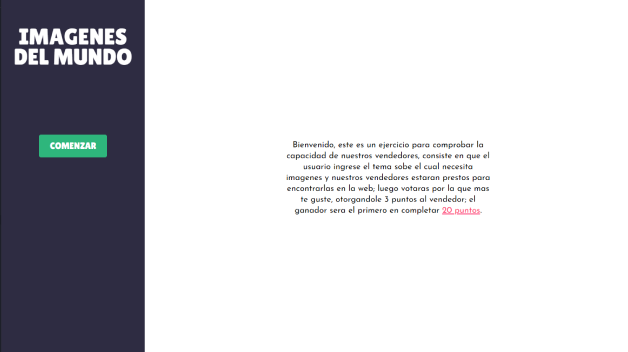 IMAGENES
DEL MUNDO
COMENZAR
Bienvenido, este es un ejercicio para comprobar la
capacidad de nuestros vendedores, consiste en que el
usuario ingrese el tema sobe el cual necesita
imagenes y nuestros vendedores estaran prestos para
encontrarlas en la web; luego votaras por la que mas
te guste, otorgandole 3 puntos al vendedor; el
ganador sera el primero en completar 20 puntos.